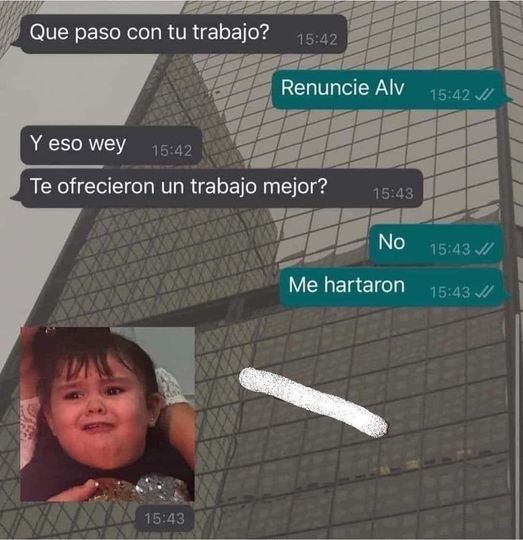 Que paso con tu trabajo? 15:42
Renuncie Alv 15:42
Y eso wey 15:42
Te ofrecieron un trabajo mejor? 15:43
No 15:43
Me hartaron 15:43
15:43